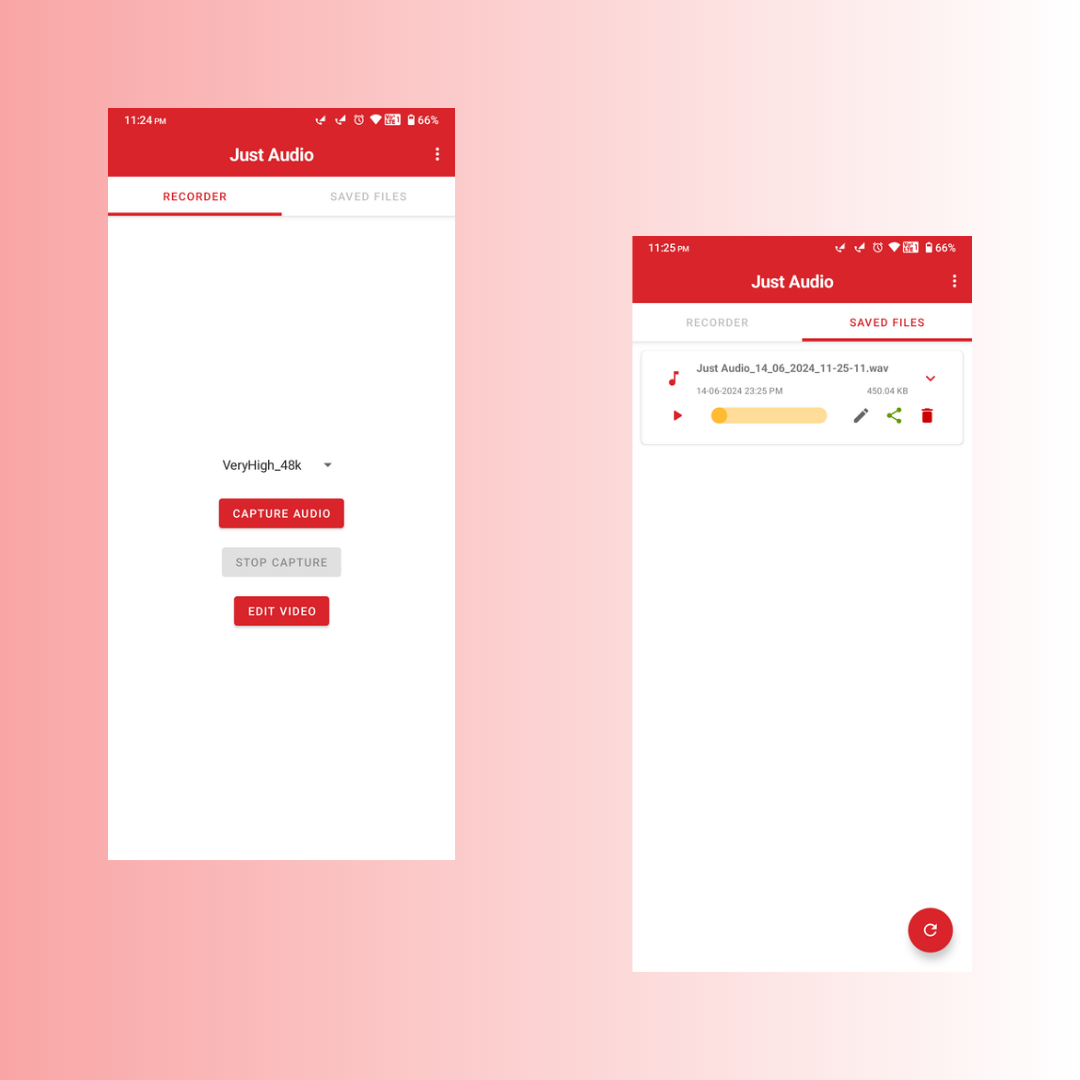 11:24 PM
66%
Just Audio
RECORDER
SAVED FILES
VeryHigh_48k
CAPTURE AUDIO
STOP CAPTURE
EDIT VIDEO
11:25 PM
66%
Just Audio
RECORDER
SAVED FILES
Just Audio_14_06_2024_11-25-11.wav
14-06-2024 23:25 PM
450.04 KB